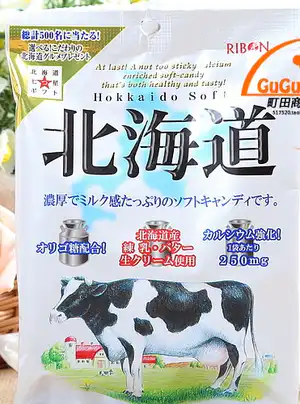 総計500名に当たる!
選べるこだわりの
北海道グルメプレゼント
RIBON
北海道
ギフト
At last! A not too sticky
enriched soft-candy
that's both healthy and tasty!
Hokkaido Soft
GuGu
町田商
北海道
濃厚でミルク感たっぷりのソフトキャンディです。
オリゴ糖配合!
北海道産
練乳・バター
生クリーム使用
カルシウム強化!
1袋あたり
250mg